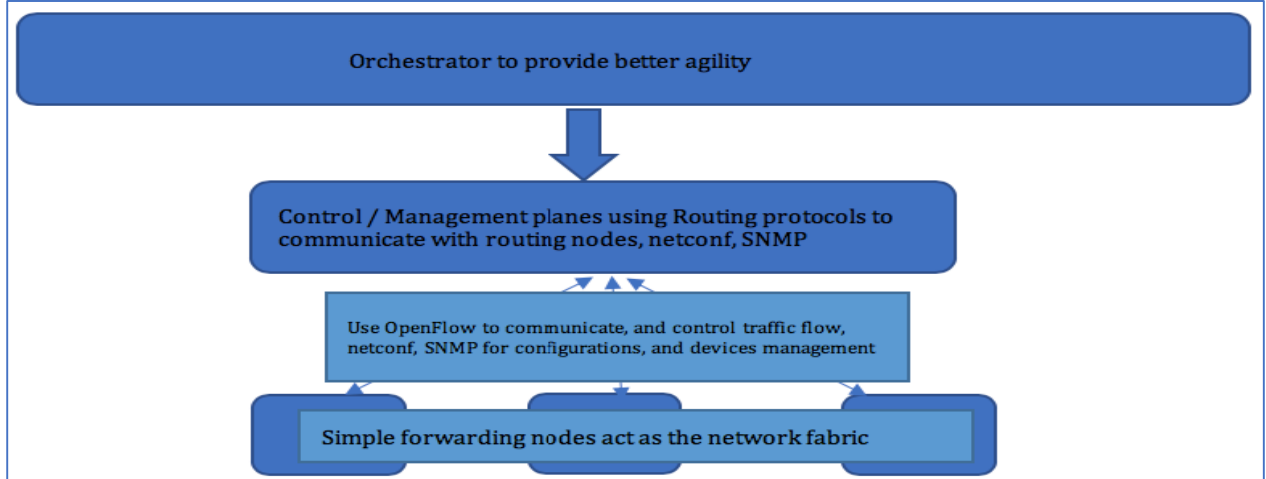 Orchestrator to provide better agility
Control / Management planes using Routing protocols to
communicate with routing nodes, netconf, SNMP
Use OpenFlow to communicate, and control traffic flow,
netconf, SNMP for configurations, and devices management
Simple forwarding nodes act as the network fabric